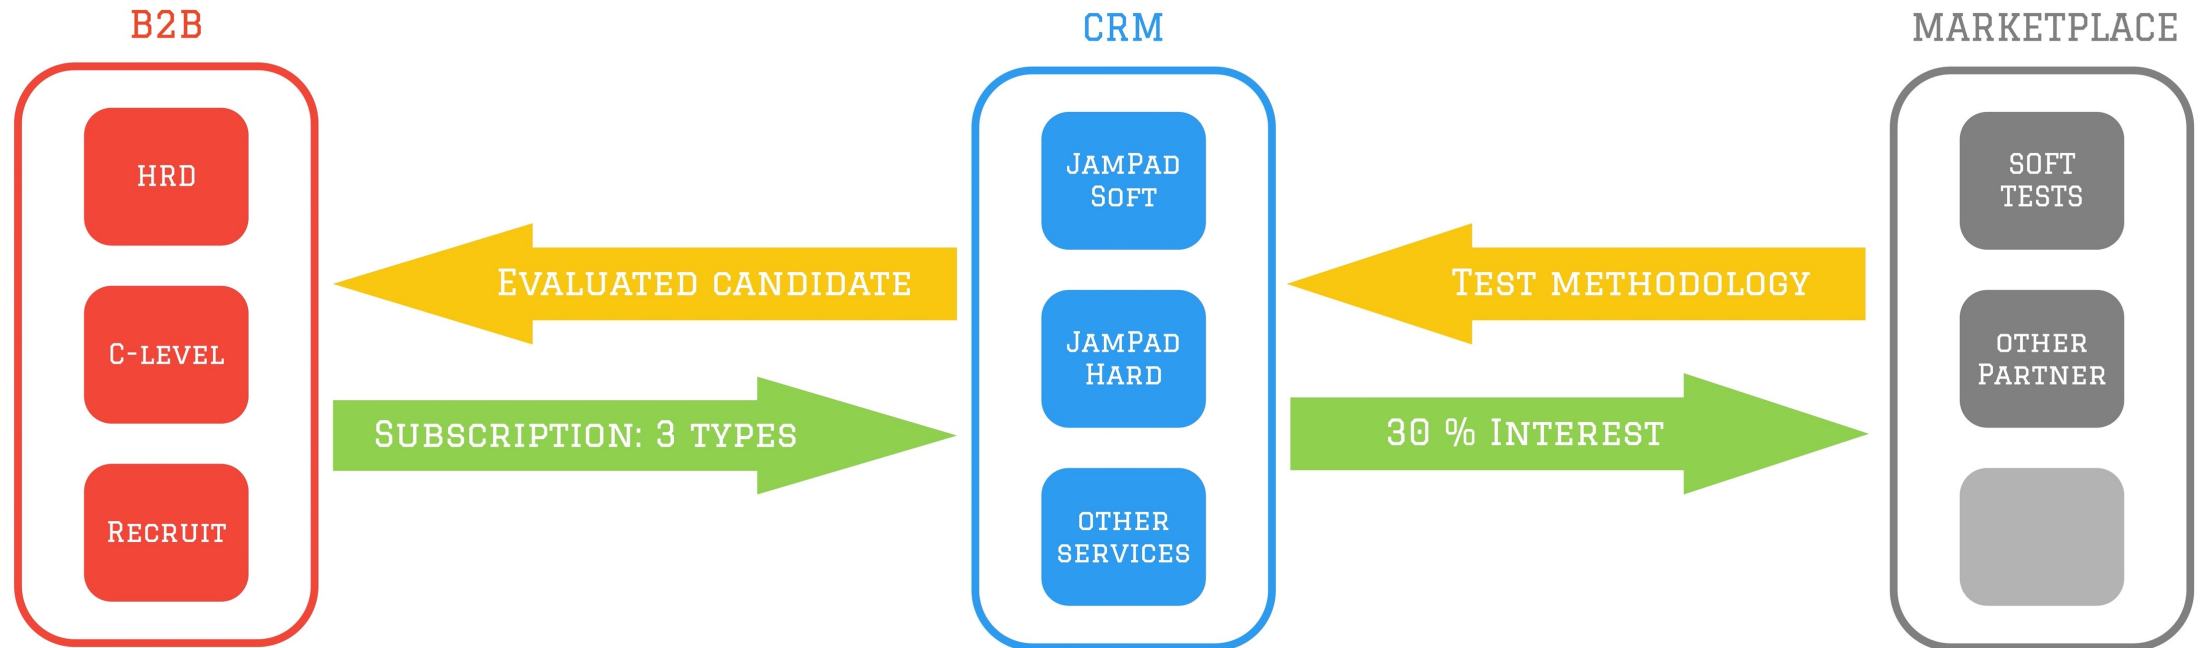 B2B
HRD
C-LEVEL
RECRUIT
EVALUATED CANDIDATE
SUBSCRIPTION: 3 TYPES
CRM
JAMPAD
SOFT
JAMPAD
HARD
OTHER
SERVICES
TEST METHODOLOGY
30 % INTEREST
MARKETPLACE
SOFT
TESTS
OTHER
PARTNER